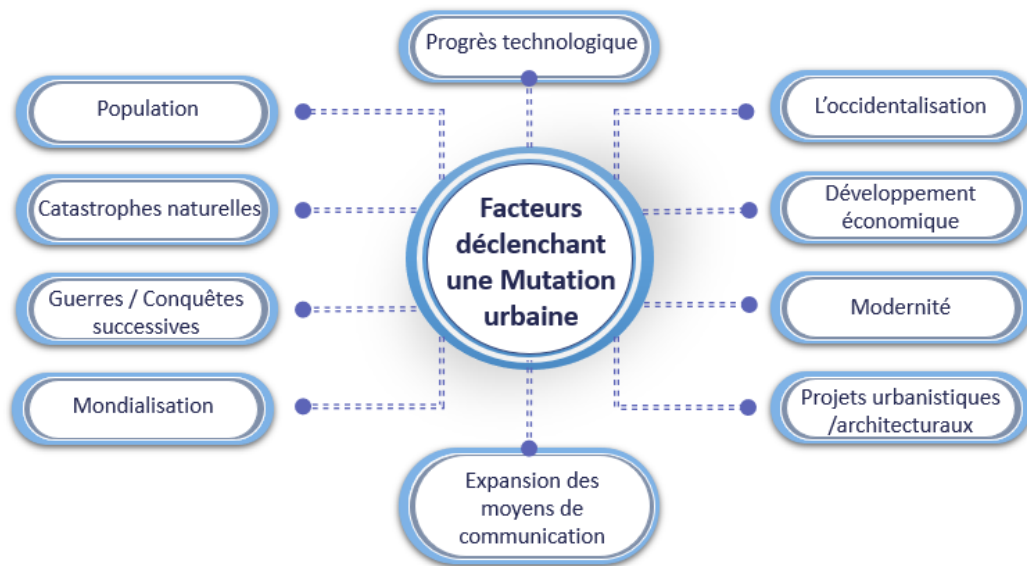 Progrès technologique
Population
Catastrophes naturelles
Guerres / Conquêtes
successives
Mondialisation
Facteurs
déclenchant
une Mutation
urbaine
L'occidentalisation
Développement
économique
Modernité
Projets urbanistiques
/architecturaux
Expansion des
moyens de
communication